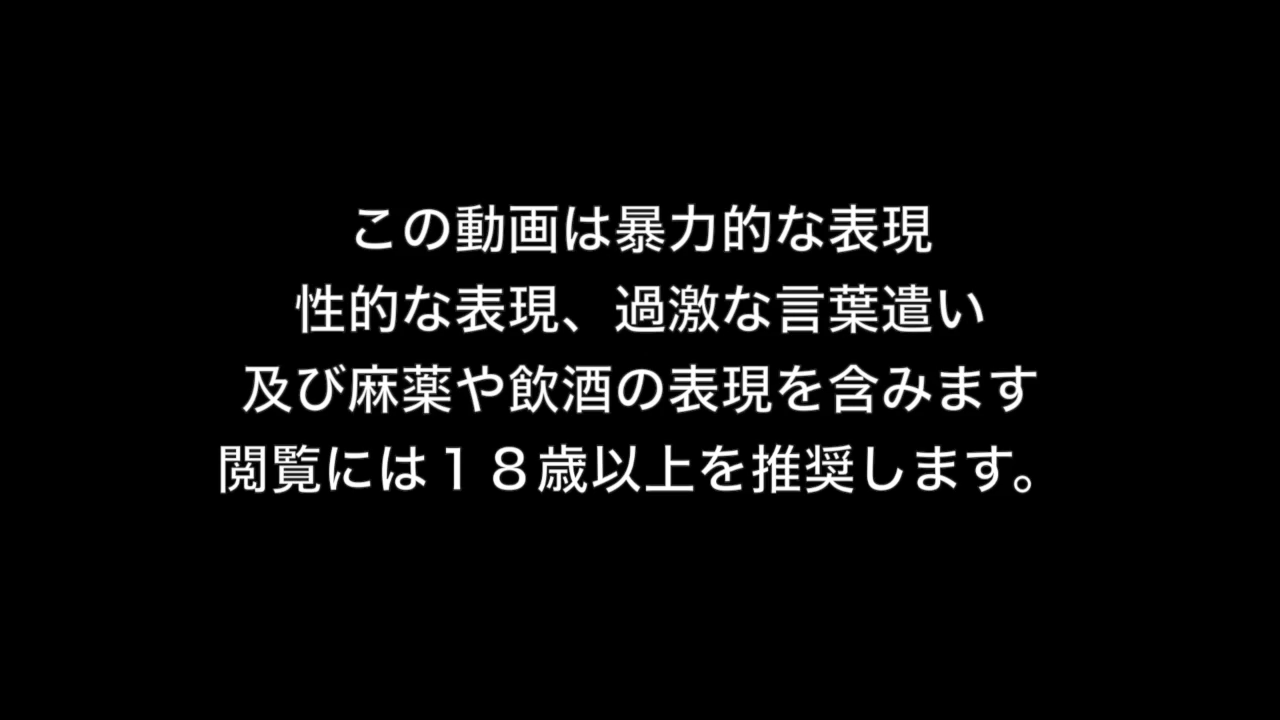 この動画は暴力的な表現
性的な表現、過激な言葉遣い
及び麻薬や飲酒の表現を含みます
閲覧には１８歳以上を推奨します。